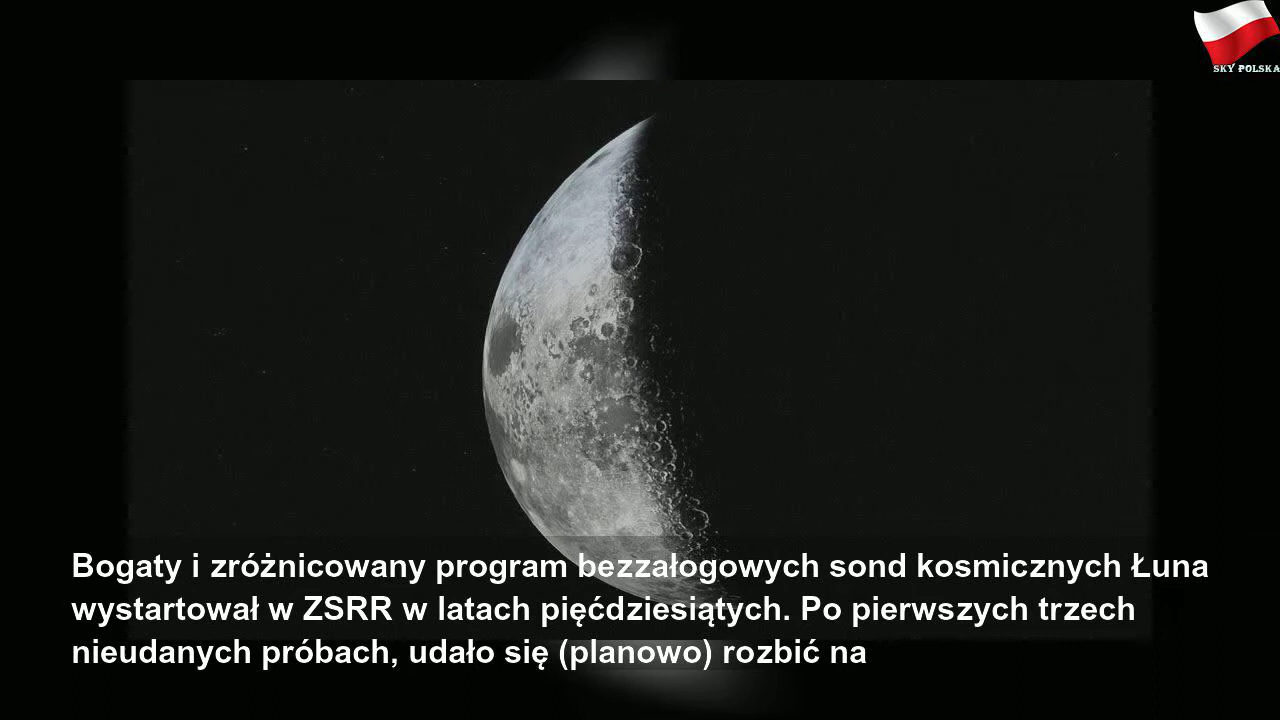 SKY POLSKA
Bogaty i zróżnicowany program bezzałogowych sond kosmicznych Łuna
wystartował w ZSRR w latach pięćdziesiątych. Po pierwszych trzech
nieudanych próbach, udało się (planowo) rozbić na